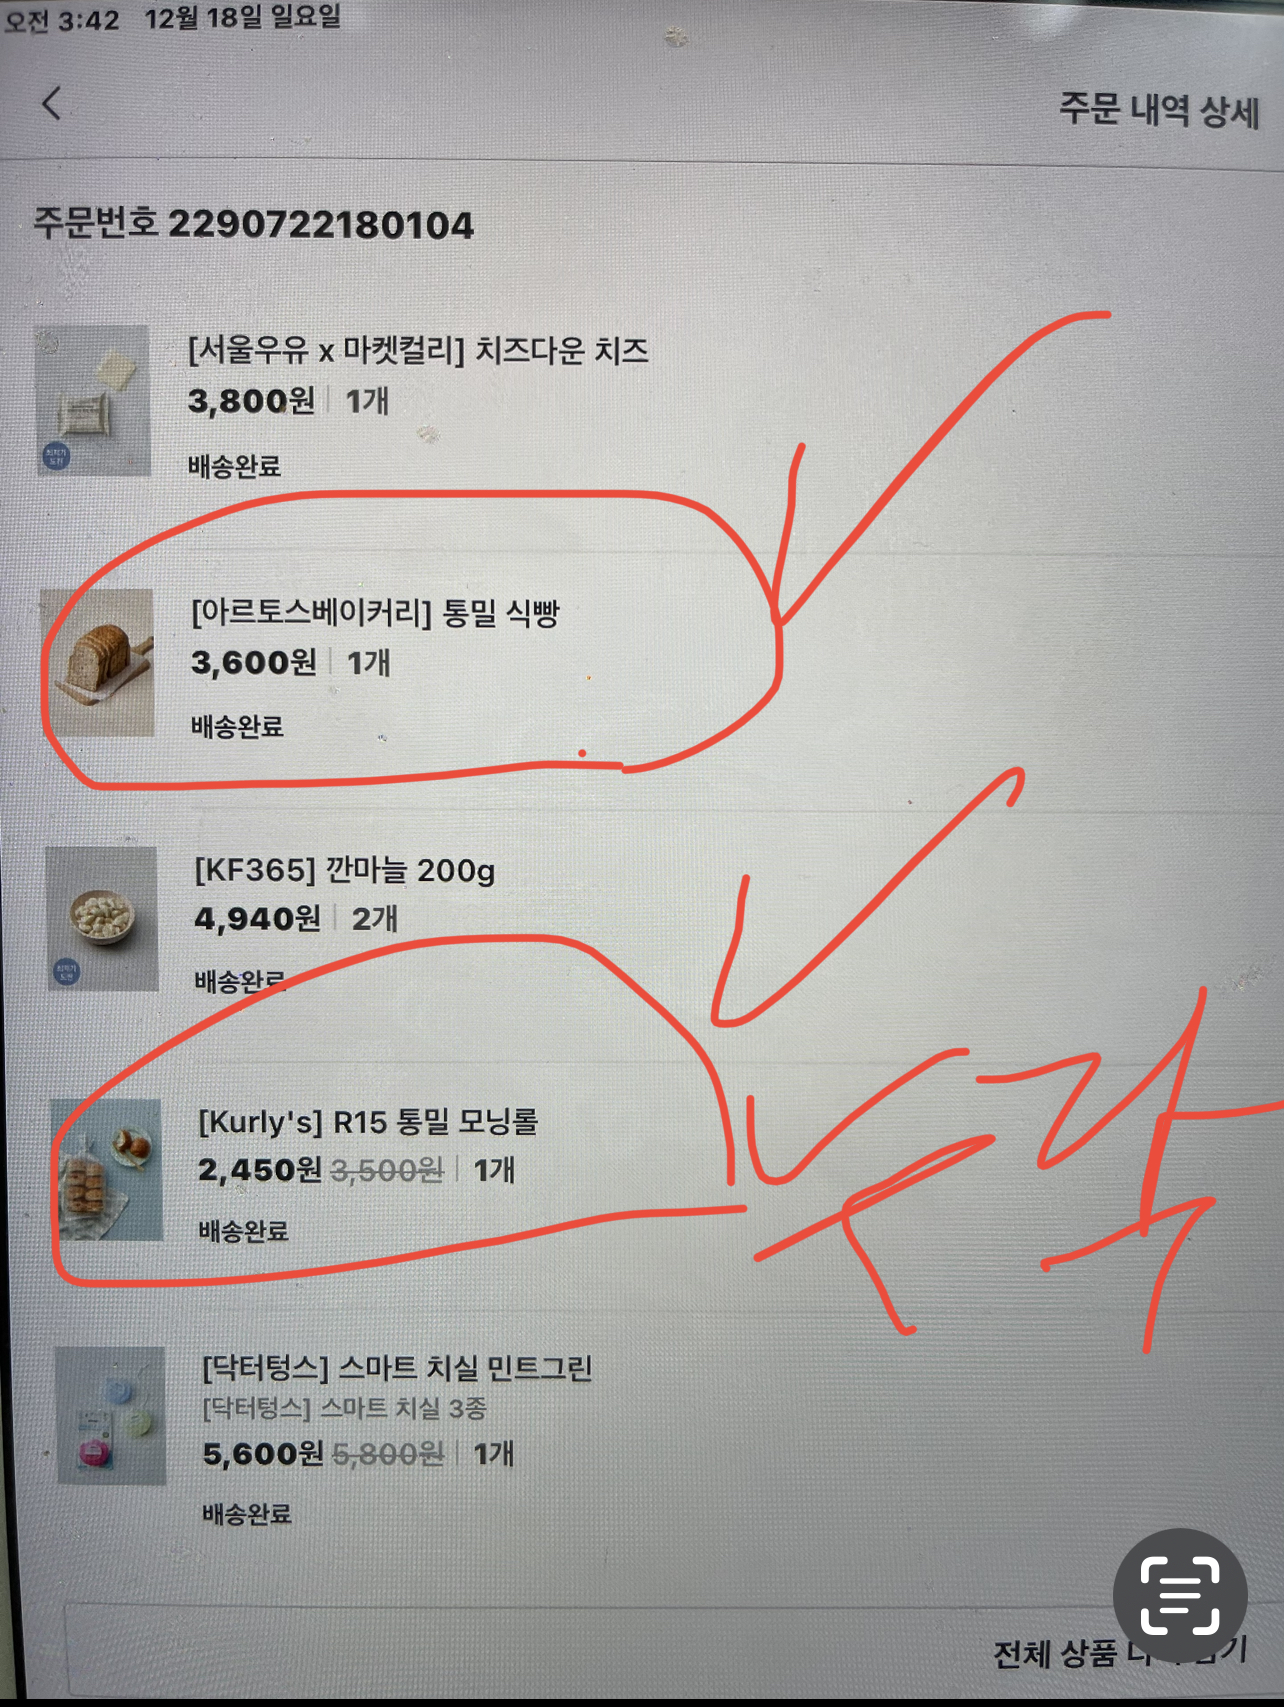 오전 3:42 12월 18일 일요일
주문 내역 상세
주문번호 2290722180104
[서울우유 x 마켓컬리] 치즈다운 치즈
3,800원 1개
배송완료
[아르토스베이커리] 통밀 식빵
3,600원 1개
배송완료
[KF365] 깐마늘 200g
4,940원 2개
배송완료
[Kurly's] R15 통밀 모닝롤
2,450원 3,500원 1개
배송완료
[닥터텅스] 스마트 치실 민트그린
[닥터텅스] 스마트 치실 3종
5,600원 5,800원 1개
배송완료
전체 상품